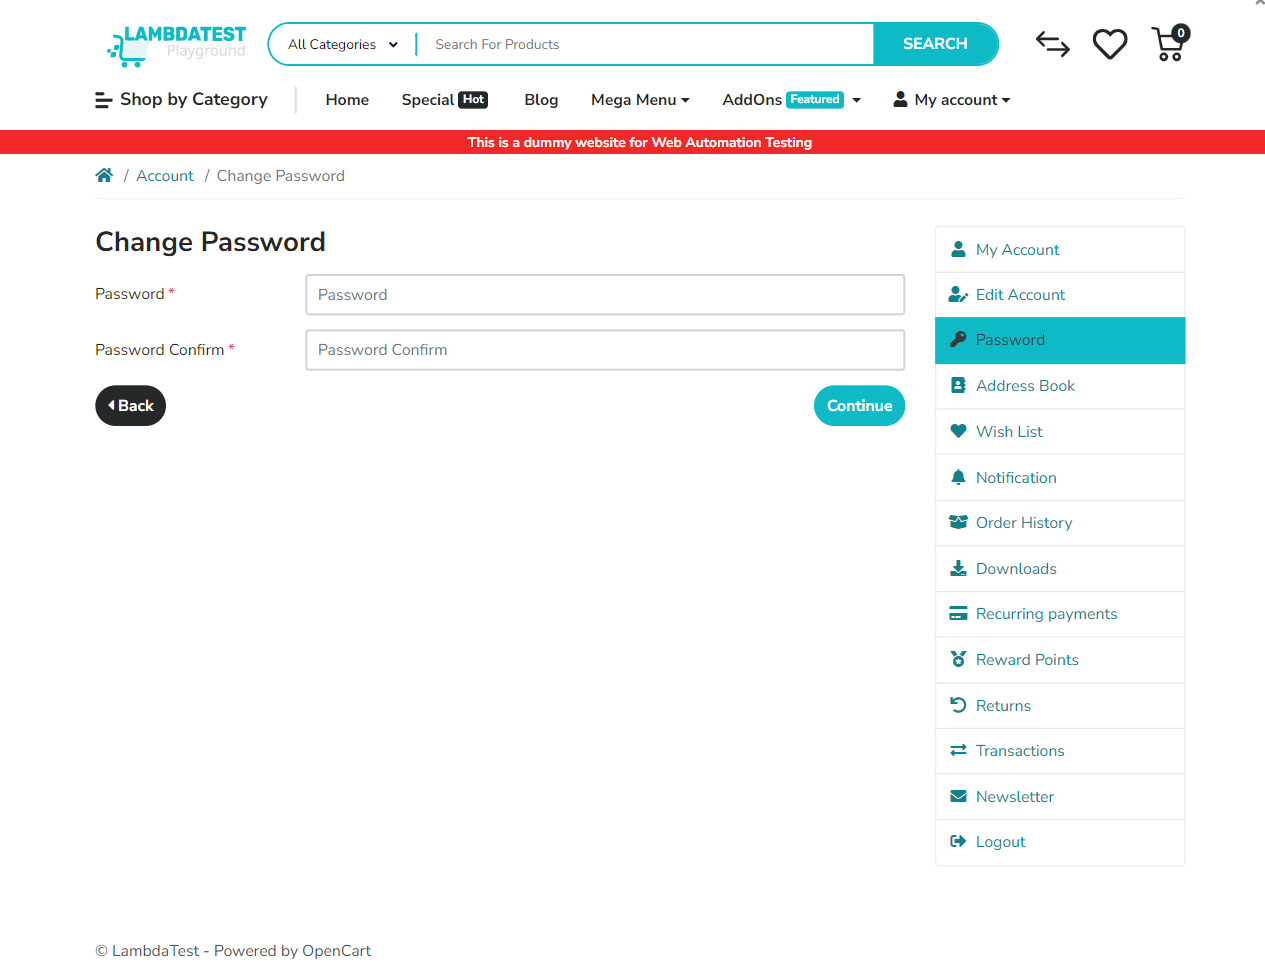 LAMBDATEST
Playground
All Categories
Search For Products
SEARCH
0
Shop by Category
Home
Special Hot
Blog
Mega Menu
AddOns Featured
My account
This is a dummy website for Web Automation Testing
/ Account / Change Password
Change Password
Password *
Password
Password Confirm *
Password Confirm
Back
Continue
My Account
Edit Account
Password
Address Book
Wish List
Notification
Order History
Downloads
Recurring payments
Reward Points
Returns
Transactions
Newsletter
Logout
© LambdaTest - Powered by OpenCart